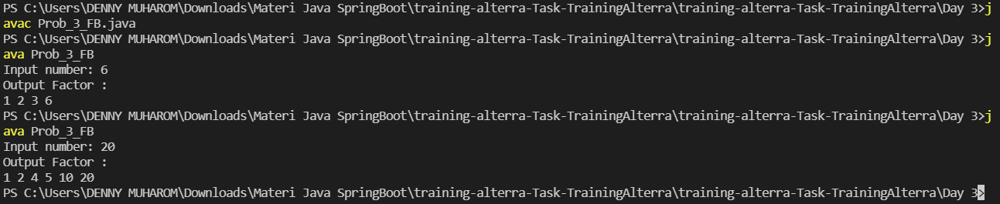 PS C:\Users\DENNY MUHAROM\Downloads\Materi Java SpringBoot\training-alterra-Task-TrainingAlterra\training-alterra-Task-TrainingAlterra\Day 3>j
avac Prob_3_FB.java
PS C:\Users\DENNY MUHAROM\Downloads\Materi Java SpringBoot\training-alterra-Task-TrainingAlterra\training-alterra-Task-TrainingAlterra\Day 3>j
ava Prob_3_FB
Input number: 6
Output Factor :
1 2 3 6
PS C:\Users\DENNY MUHAROM\Downloads\Materi Java SpringBoot\training-alterra-Task-TrainingAlterra\training-alterra-Task-TrainingAlterra\Day 3>j
ava Prob_3_FB
Input number: 20
Output Factor :
1 2 4 5 10 20
PS C:\Users\DENNY MUHAROM\Downloads\Materi Java SpringBoot\training-alterra-Task-TrainingAlterra\training-alterra-Task-TrainingAlterra\Day 3>